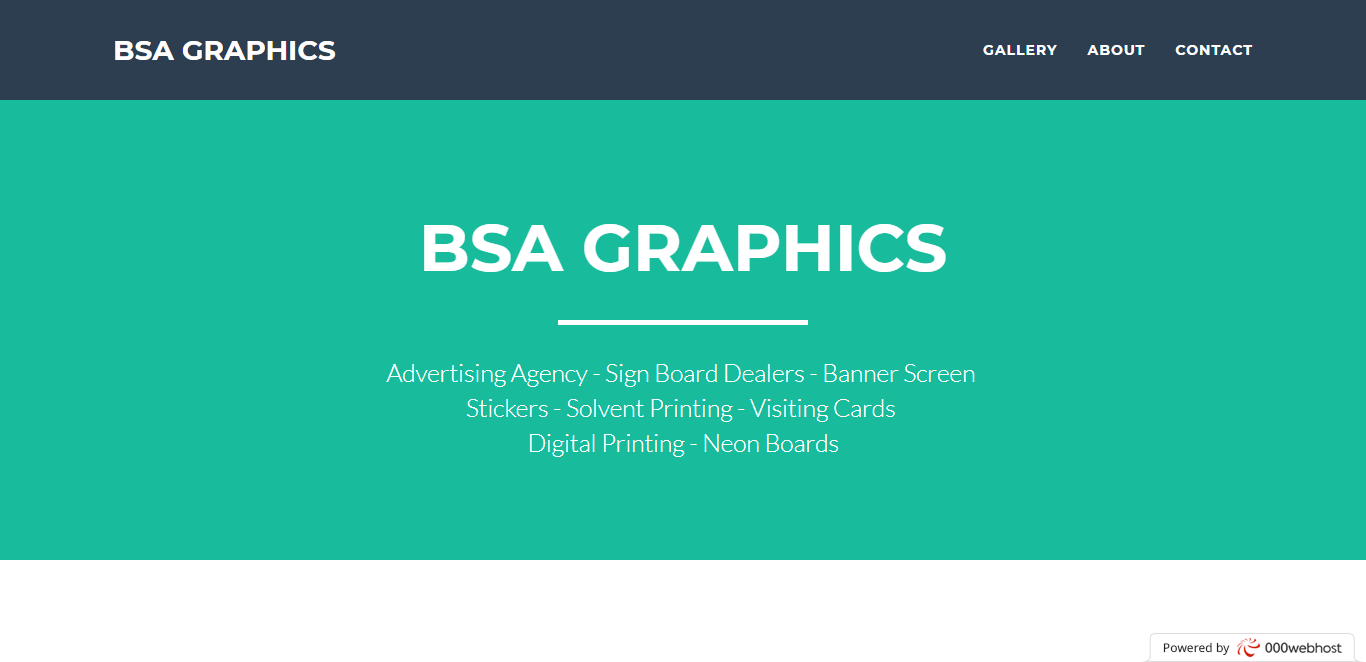 BSA GRAPHICS
GALLERY ABOUT CONTACT
BSA GRAPHICS
Advertising Agency - Sign Board Dealers - Banner Screen
Stickers - Solvent Printing - Visiting Cards
Digital Printing - Neon Boards
Powered by 000webhost